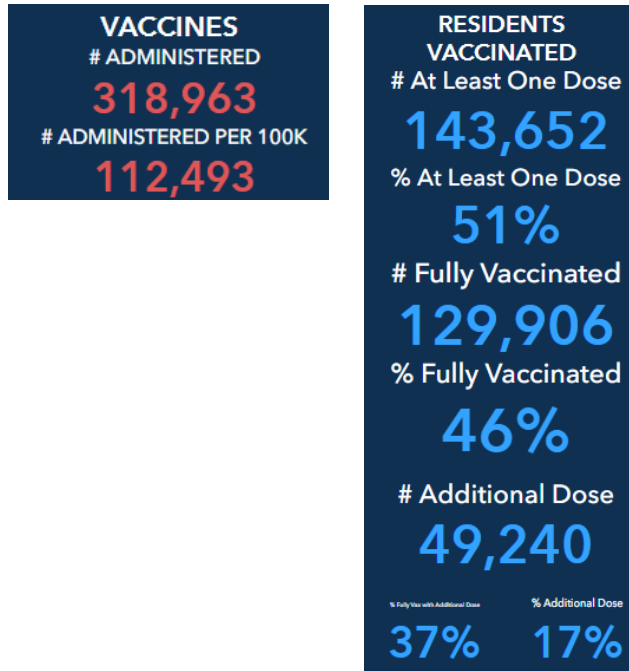 VACCINES
# ADMINISTERED
318,963
# ADMINISTERED PER 100K
112,493
RESIDENTS
VACCINATED
# At Least One Dose
143,652
% At Least One Dose
51%
# Fully Vaccinated
129,906
% Fully Vaccinated
46%
# Additional Dose
49,240
% Fully Vax with Additional Dose % Additional Dose
37% 17%